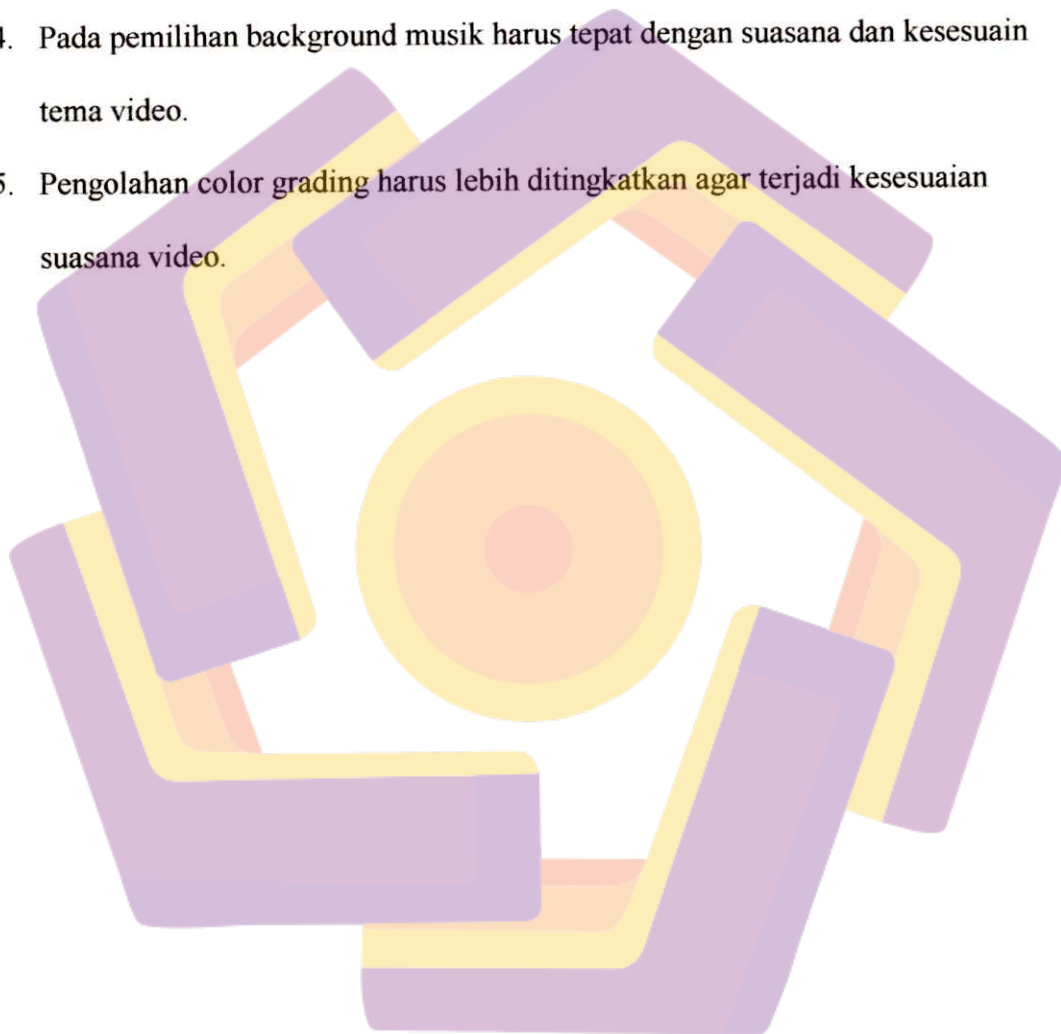 4. Pada pemilihan background musik harus tepat dengan suasana dan kesesuain
tema video.
5. Pengolahan color grading harus lebih ditingkatkan agar terjadi kesesuaian
suasana video.